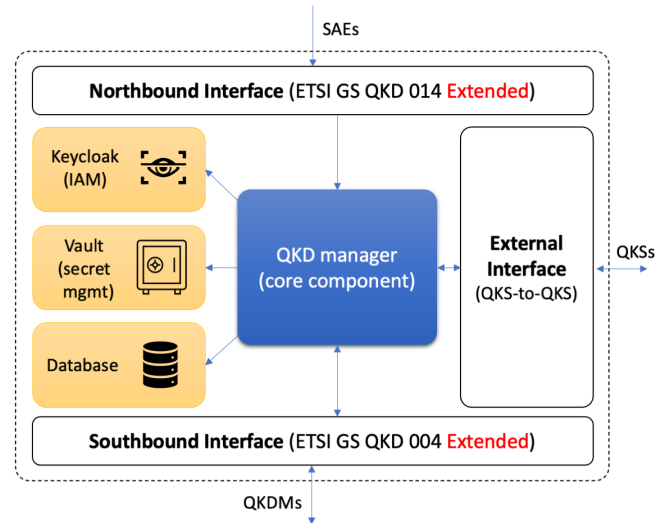 SAEs
Northbound Interface (ETSI GS QKD 014 Extended)
Keycloak
(IAM)
Vault
(secret
mgmt)
Database
QKD manager
(core component)
External
Interface
(QKS-to-QKS)
QKSs
Southbound Interface (ETSI GS QKD 004 Extended)
QKDMs